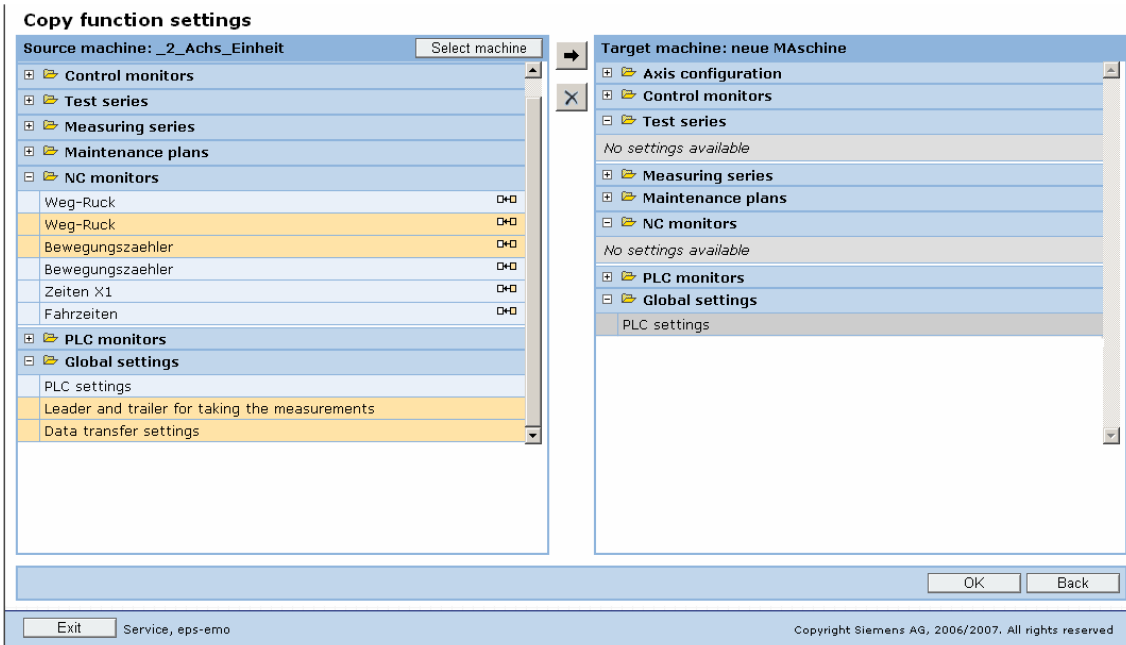 Copy function settings
Source machine: _2_Achs_Einheit
Select machine
Control monitors
Test series
Measuring series
Maintenance plans
NC monitors
Weg-Ruck
Weg-Ruck
Bewegungszaehler
Bewegungszaehler
Zeiten X1
Fahrzeiten
PLC monitors
Global settings
PLC settings
Leader and trailer for taking the measurements
Data transfer settings
Target machine: neue MAschine
Axis configuration
Control monitors
Test series
No settings available
Measuring series
Maintenance plans
NC monitors
No settings available
PLC monitors
Global settings
PLC settings
OK
Back
Exit
Service, eps-emo
Copyright Siemens AG, 2006/2007. All rights reserved